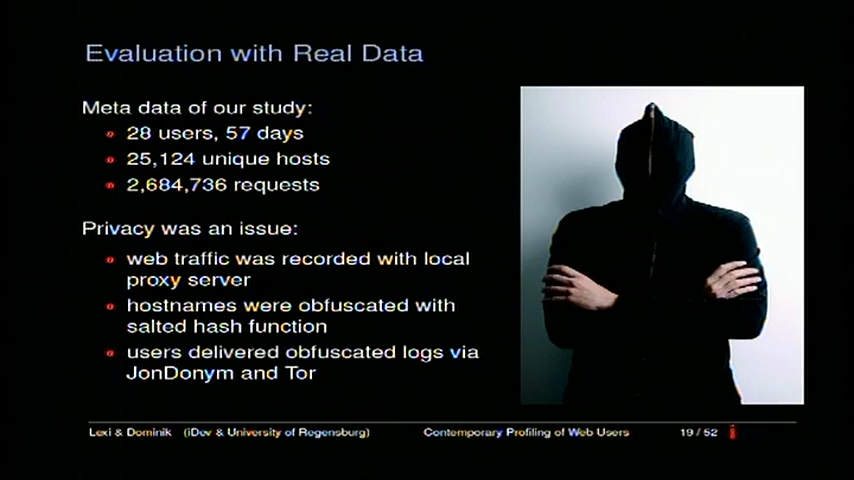 Evaluation with Real Data
Meta data of our study:
28 users, 57 days
25,124 unique hosts
2,684,736 requests
Privacy was an issue:
web traffic was recorded with local
proxy server
hostnames were obfuscated with
salted hash function
users delivered obfuscated logs via
JonDonym and Tor
Lexi & Dominik (iDev & University of Regensburg) Contemporary Profiling of Web Users 19 / 52